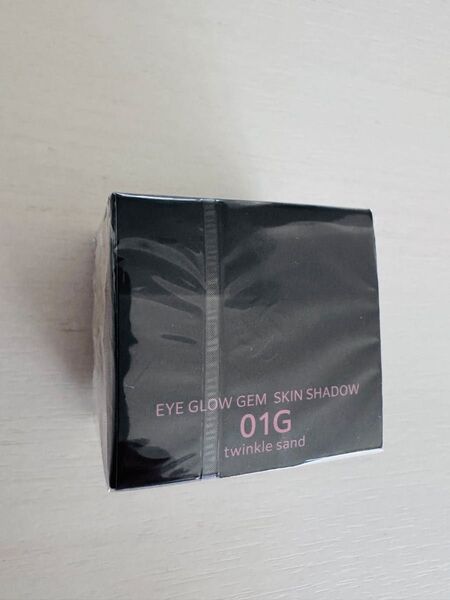 EYE GLOW GEM SKIN SHADOW
01G
twinkle sand